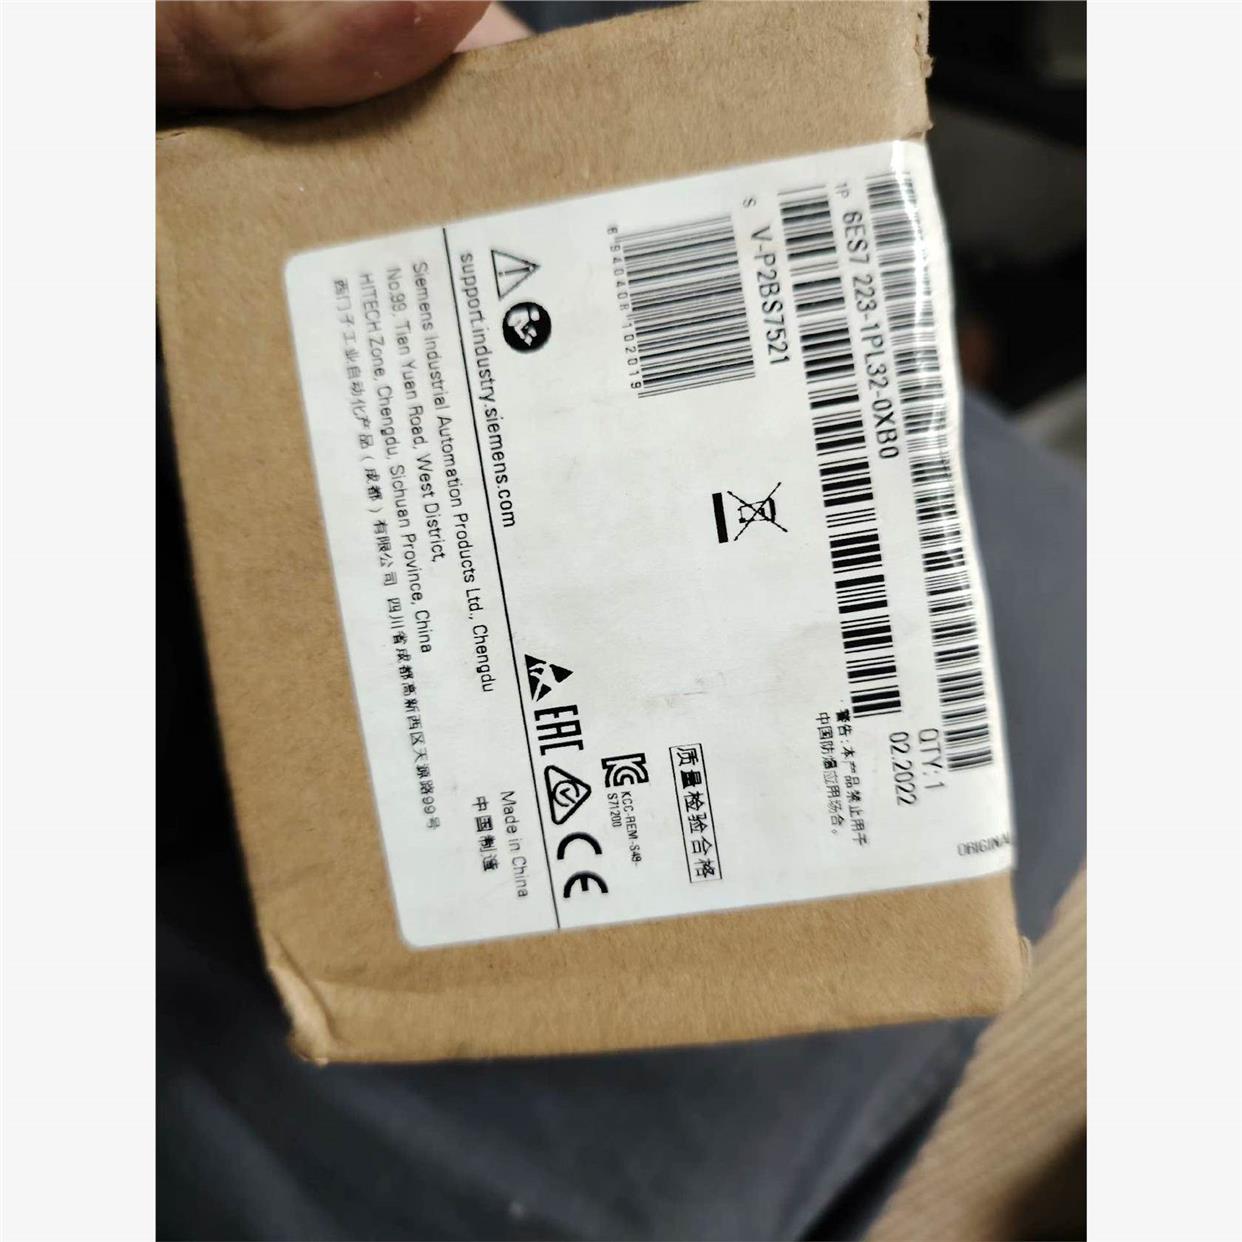 1P 6ES7 223-1PL32-0XB0
QTY: 1
ORIGINAL
S V-P2BS7521
02.2022
警告:本产品禁止用于
中国防爆应用场合。
6940408102019
质量检验合格
KCC-REM-S49-
S71200
EAC
CE
support.industry.siemens.com
Siemens Industrial Automation Products Ltd., Chengdu
No.99, Tian Yuan Road, West District,
HITECH Zone, Chengdu, Sichuan Province, China
西门子工业自动化产品(成都)有限公司 四川省成都高新西区天源路99号
Made in China
中国制造